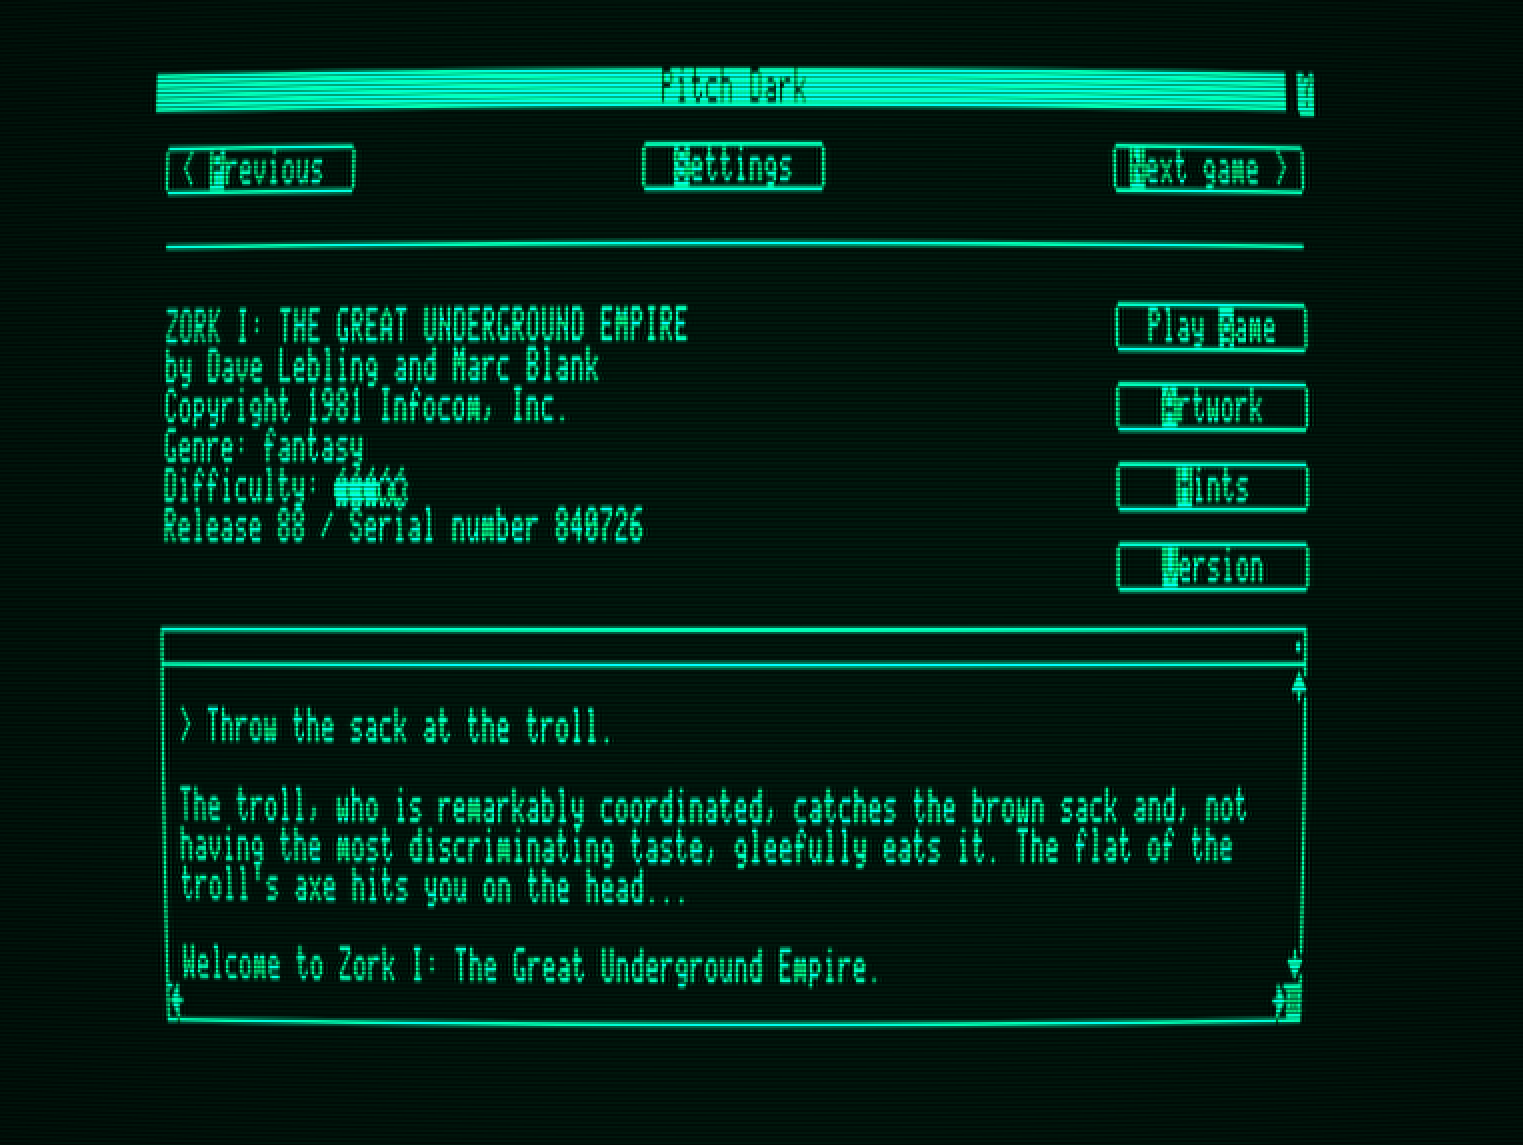 Pitch Dark
< Previous
Settings
Next game >
ZORK I: THE GREAT UNDERGROUND EMPIRE
by Dave Lebling and Marc Blank
Copyright 1981 Infocom, Inc.
Genre: fantasy
Difficulty:
Release 88 / Serial number 840726
Play Game
Artwork
Hints
Version
> Throw the sack at the troll.
The troll, who is remarkably coordinated, catches the brown sack and, not
having the most discriminating taste, gleefully eats it. The flat of the
troll's axe hits you on the head...
Welcome to Zork I: The Great Underground Empire.